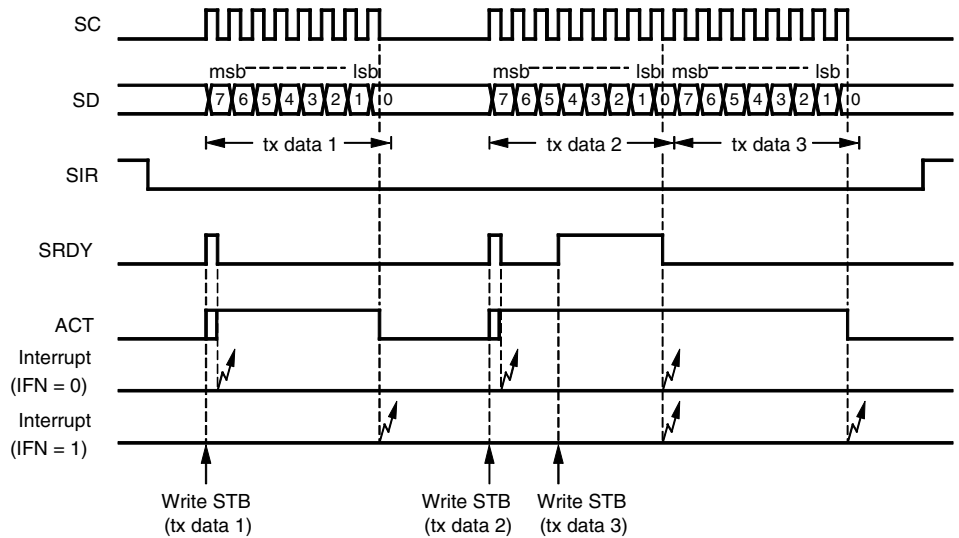 SC
msb lsb msb lsb msb lsb
SD 7 6 5 4 3 2 1 0 7 6 5 4 3 2 1 0 7 6 5 4 3 2 1 0
tx data 1 tx data 2 tx data 3
SIR
SRDY
ACT
Interrupt
(IFN = 0)
Interrupt
(IFN = 1)
Write STB Write STB Write STB
(tx data 1) (tx data 2) (tx data 3)